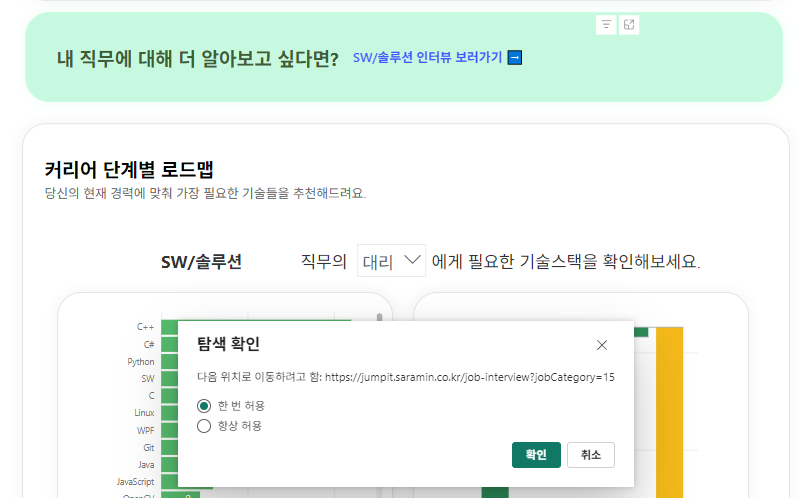 내 직무에 대해 더 알아보고 싶다면? SW/솔루션 인터뷰 보러가기 ➡
커리어 단계별 로드맵
당신의 현재 경력에 맞춰 가장 필요한 기술들을 추천해드려요.
SW/솔루션 직무의 대리 에게 필요한 기술스택을 확인해보세요.
C++
C#
Python
SW
C
Linux
WPF
Git
Java
JavaScript
OpenCV
탐색 확인
다음 위치로 이동하려고 함: https://jumpit.saramin.co.kr/job-interview?jobCategory=15
한 번 허용
항상 허용
확인 취소